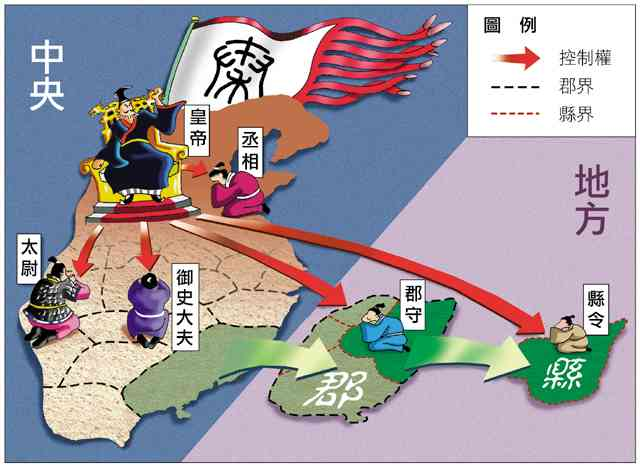 中央
秦
皇帝
丞相
太尉
御史大夫
圖 例
控制權
郡界
縣界
地方
郡守
縣令
郡
縣